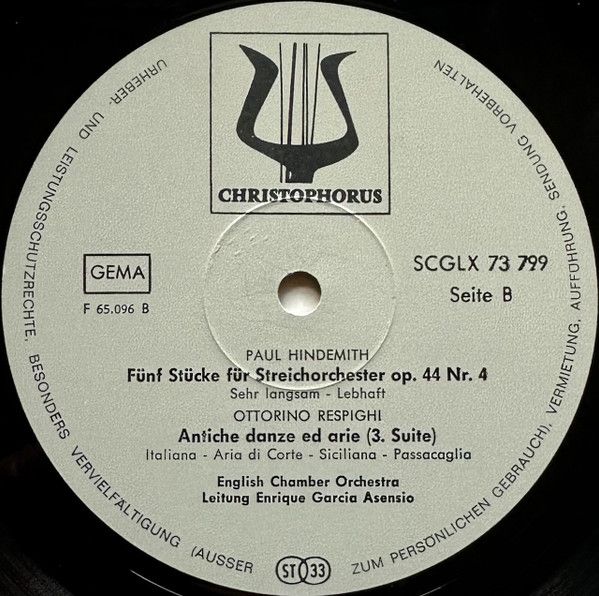 CHRISTOPHORUS
GEMA
F 65.096 B
SCGLX 73 799
Seite B
PAUL HINDEMITH
Fünf Stücke für Streichorchester op. 44 Nr. 4
Sehr langsam - Lebhaft
OTTORINO RESPIGHI
Antiche danze ed arie (3. Suite)
Italiana - Aria di Corte - Siciliana - Passacaglia
English Chamber Orchestra
Leitung Enrique Garcia Asensio
URHEBER- UND LEISTUNGSSCHUTZRECHTE, BESONDERS VERVIELFÄLTIGUNG (AUSSER ZUM PERSÖNLICHEN GEBRAUCH), VERMIETUNG, AUFFÜHRUNG, SENDUNG VORBEHALTEN
ST 33